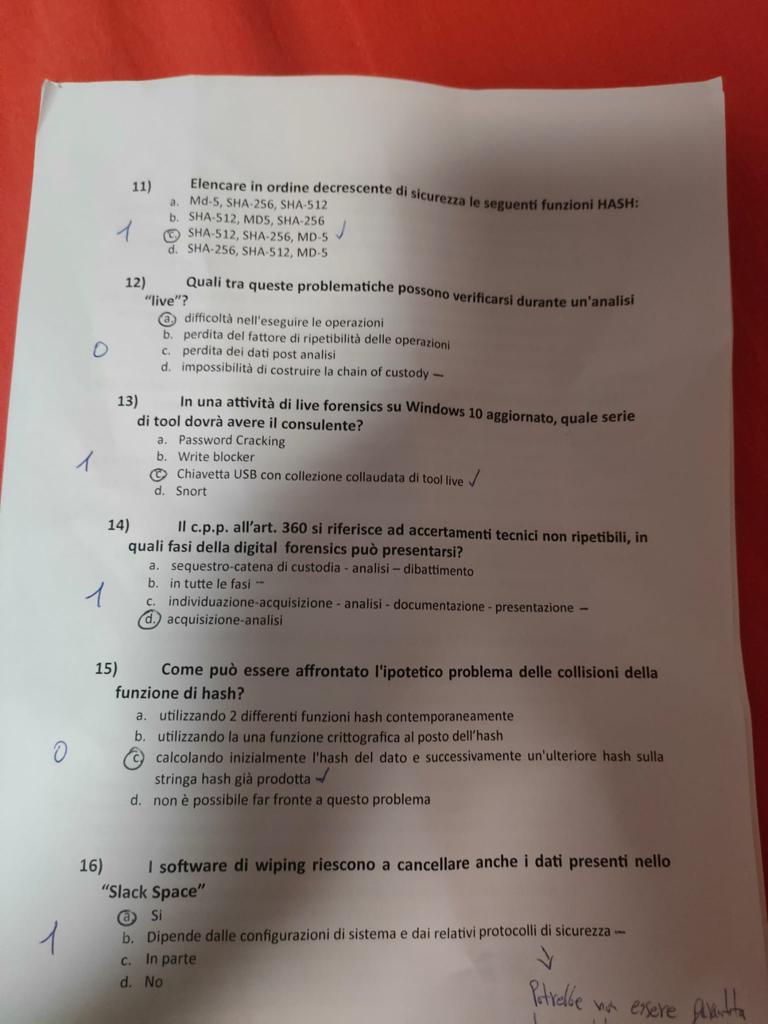 11) Elencare in ordine decrescente di sicurezza le seguenti funzioni HASH:
a. Md-5, SHA-256, SHA-512
b. SHA-512, MD5, SHA-256
1 c. SHA-512, SHA-256, MD-5 ✓
d. SHA-256, SHA-512, MD-5
12) Quali tra queste problematiche possono verificarsi durante un'analisi
“live”?
a. difficoltà nell'eseguire le operazioni
b. perdita del fattore di ripetibilità delle operazioni
0 c. perdita dei dati post analisi
d. impossibilità di costruire la chain of custody –
13) In una attività di live forensics su Windows 10 aggiornato, quale serie
di tool dovrà avere il consulente?
a. Password Cracking
b. Write blocker
1 c. Chiavetta USB con collezione collaudata di tool live ✓
d. Snort
14) Il c.p.p. all’art. 360 si riferisce ad accertamenti tecnici non ripetibili, in
quali fasi della digital forensics può presentarsi?
a. sequestro-catena di custodia - analisi – dibattimento
b. in tutte le fasi –
1 c. individuazione-acquisizione - analisi - documentazione - presentazione –
d. acquisizione-analisi
15) Come può essere affrontato l'ipotetico problema delle collisioni della
funzione di hash?
a. utilizzando 2 differenti funzioni hash contemporaneamente
b. utilizzando la una funzione crittografica al posto dell’hash
0 c. calcolando inizialmente l'hash del dato e successivamente un'ulteriore hash sulla
stringa hash già prodotta ✓
d. non è possibile far fronte a questo problema
16) I software di wiping riescono a cancellare anche i dati presenti nello
“Slack Space”
a. Si
1 b. Dipende dalle configurazioni di sistema e dai relativi protocolli di sicurezza –
c. In parte
d. No
Potrebbe non essere